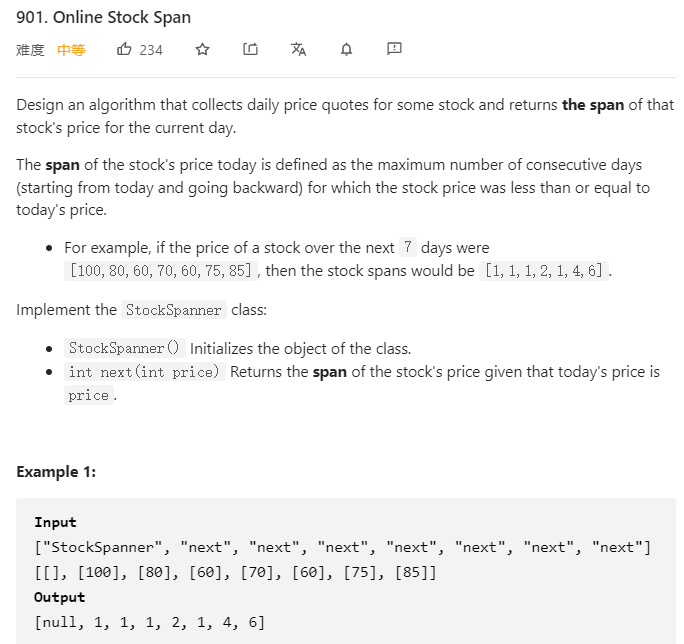 901. Online Stock Span
难度 中等 234
Design an algorithm that collects daily price quotes for some stock and returns the span of that
stock's price for the current day.
The span of the stock's price today is defined as the maximum number of consecutive days
(starting from today and going backward) for which the stock price was less than or equal to
today's price.
• For example, if the price of a stock over the next 7 days were
[100, 80, 60, 70, 60, 75, 85], then the stock spans would be [1, 1, 1, 2, 1, 4, 6].
Implement the StockSpanner class:
• StockSpanner() Initializes the object of the class.
• int next(int price) Returns the span of the stock's price given that today's price is
price.
Example 1:
Input
["StockSpanner", "next", "next", "next", "next", "next", "next", "next"]
[[], [100], [80], [60], [70], [60], [75], [85]]
Output
[null, 1, 1, 1, 2, 1, 4, 6]